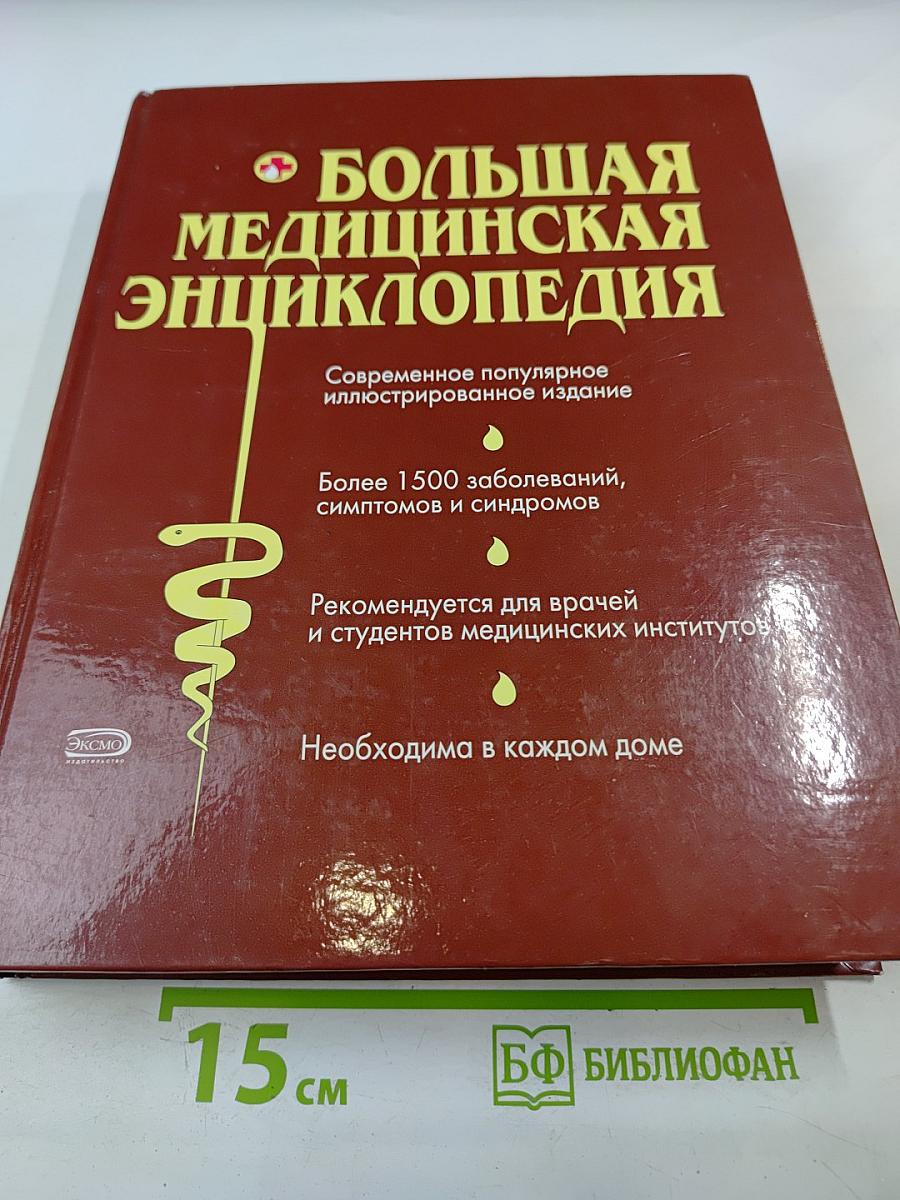 БОЛЬШАЯ
МЕДИЦИНСКАЯ
ЭНЦИКЛОПЕДИЯ
Современное популярное
иллюстрированное издание
Более 1500 заболеваний,
симптомов и синдромов
Рекомендуется для врачей
и студентов медицинских институтов
Необходима в каждом доме
ЭКСМО
ИЗДАТЕЛЬСТВО
15 см
БФ БИБЛИОФАН